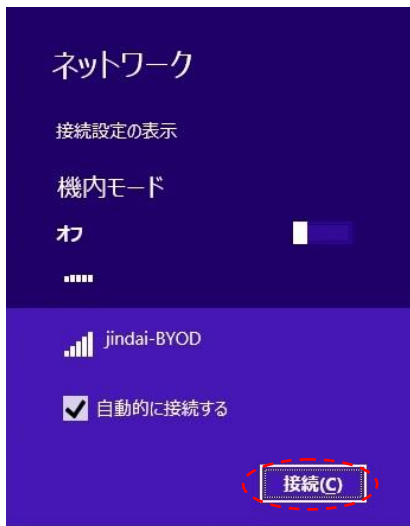 ネットワーク
接続設定の表示
機内モード
オフ
jindai-BYOD
自動的に接続する
接続(C)